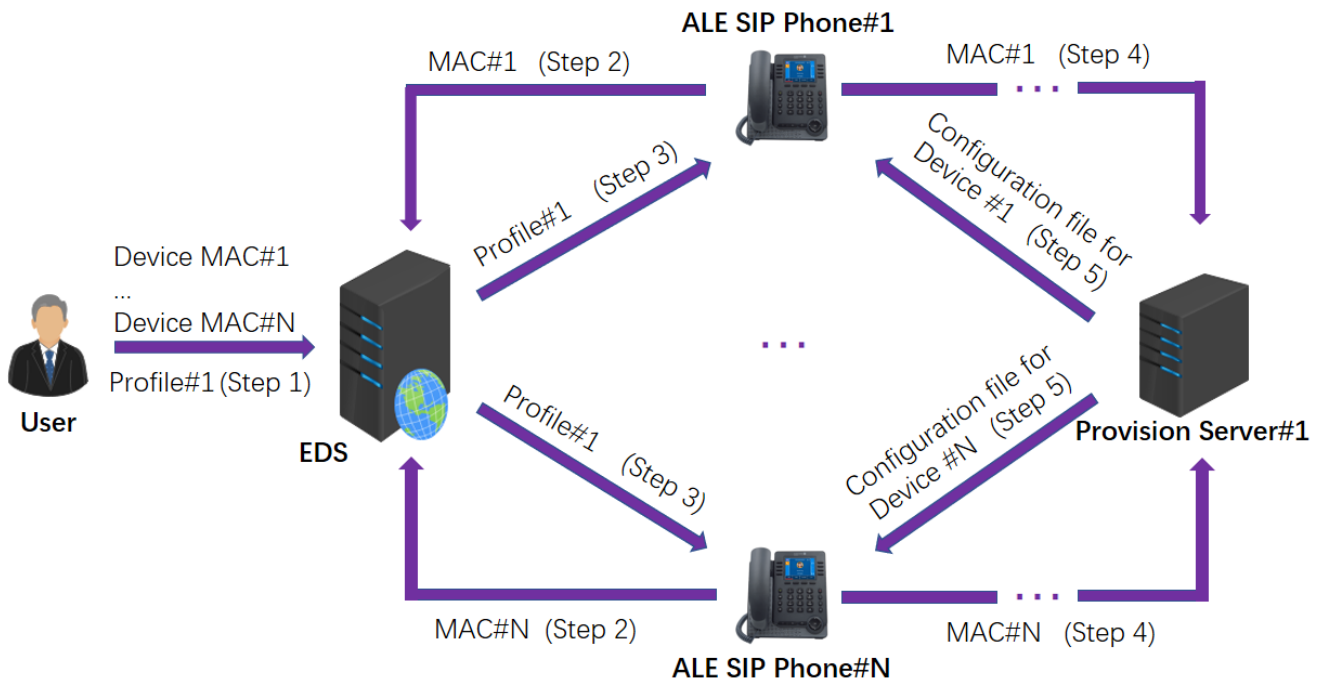 ALE SIP Phone#1
MAC#1 (Step 2)
MAC#1 (Step 4)
Profile#1 (Step 3)
Configuration file for
Device #1 (Step 5)
Device MAC#1
...
Device MAC#N
Profile#1 (Step 1)
User
EDS
...
Provision Server#1
Profile#1 (Step 3)
Configuration file for
Device #N (Step 5)
MAC#N (Step 2)
MAC#N (Step 4)
ALE SIP Phone#N